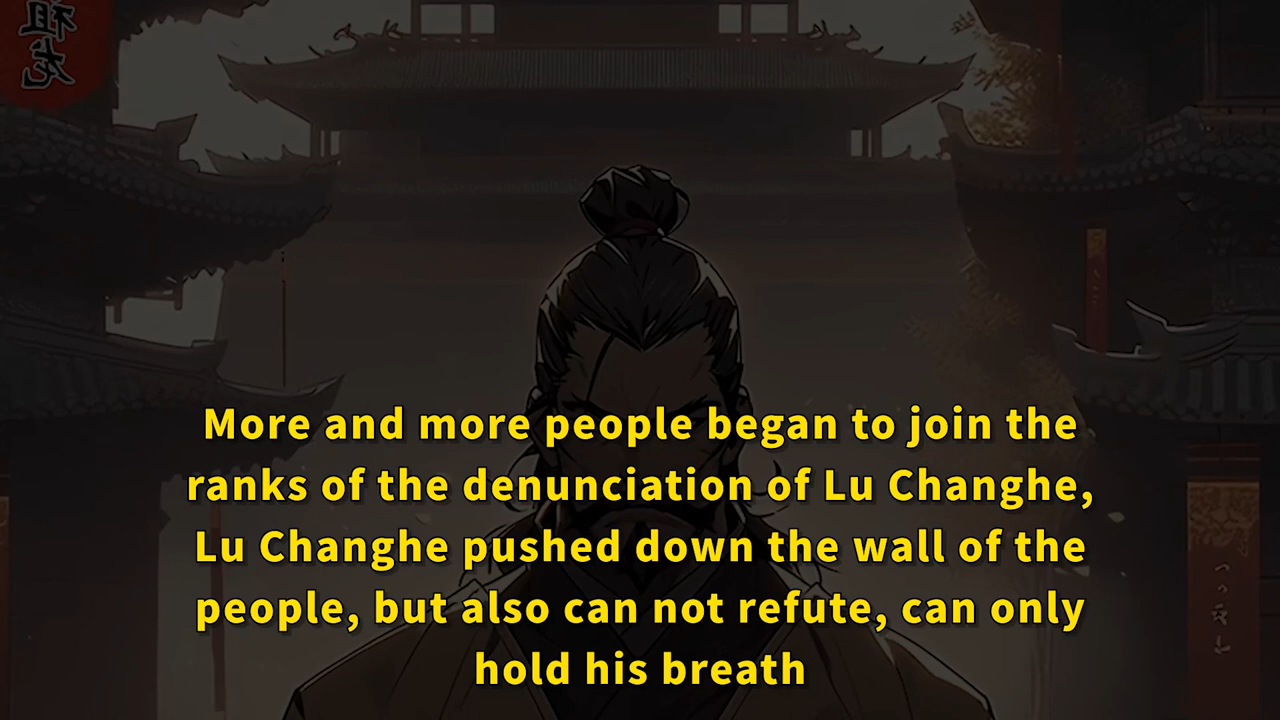 More and more people began to join the
ranks of the denunciation of Lu Changhe,
Lu Changhe pushed down the wall of the
people, but also can not refute, can only
hold his breath